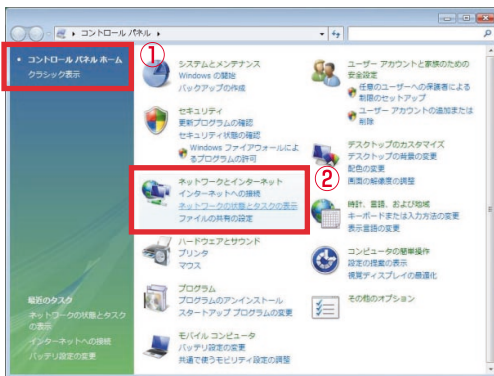 コントロール パネル
コントロール パネル ホーム
クラシック表示
①
システムとメンテナンス
Windows の開始
バックアップの作成
セキュリティ
更新プログラムの確認
セキュリティ状態の確認
Windows ファイアウォールによ
るプログラムの許可
②
ネットワークとインターネット
インターネットへの接続
ネットワークの状態とタスクの表示
ファイルの共有の設定
ハードウェアとサウンド
プリンタ
マウス
プログラム
プログラムのアンインストール
スタートアップ プログラムの変更
モバイル コンピュータ
バッテリ設定の変更
共通で使うモビリティ設定の調整
ユーザー アカウントと家族のための
安全設定
任意のユーザーへの保護者による
制限のセットアップ
ユーザー アカウントの追加または
削除
デスクトップのカスタマイズ
デスクトップの背景の変更
配色の変更
画面の解像度の調整
時計、言語、および地域
キーボードまたは入力方法の変更
表示言語の変更
コンピュータの簡単操作
設定の提案の表示
視覚ディスプレイの最適化
その他のオプション
最近のタスク
ネットワークの状態とタスク
の表示
インターネットへの接続
バッテリ設定の変更